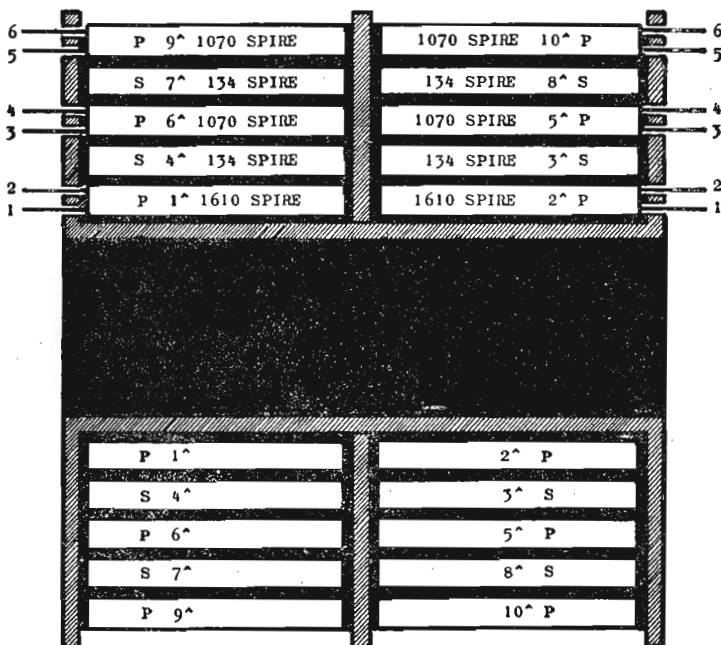 6 P 9^ 1070 SPIRE 1070 SPIRE 10^ P 6
5 5
S 7^ 134 SPIRE 134 SPIRE 8^ S
4 P 6^ 1070 SPIRE 1070 SPIRE 5^ P 4
3 3
S 4^ 134 SPIRE 134 SPIRE 3^ S
2 P 1^ 1610 SPIRE 1610 SPIRE 2^ P 2
1 1
P 1^ 2^ P
S 4^ 3^ S
P 6^ 5^ P
S 7^ 8^ S
P 9^ 10^ P